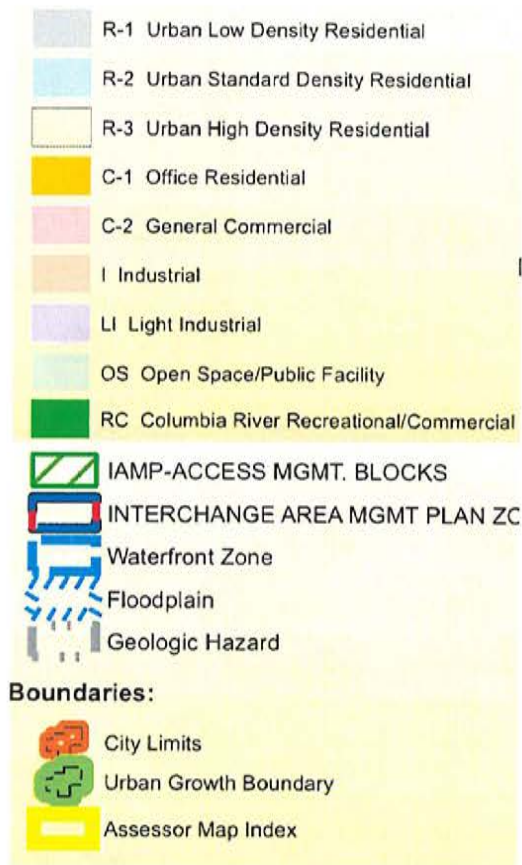 R-1 Urban Low Density Residential
R-2 Urban Standard Density Residential
R-3 Urban High Density Residential
C-1 Office Residential
C-2 General Commercial
I Industrial
LI Light Industrial
OS Open Space/Public Facility
RC Columbia River Recreational/Commercial
IAMP-ACCESS MGMT. BLOCKS
INTERCHANGE AREA MGMT PLAN ZC
Waterfront Zone
Floodplain
Geologic Hazard
Boundaries:
City Limits
Urban Growth Boundary
Assessor Map Index